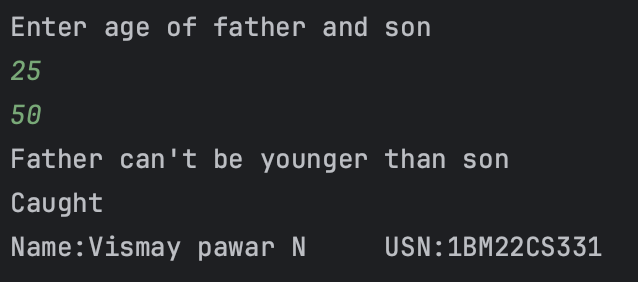 Enter age of father and son
25
50
Father can't be younger than son
Caught
Name:Vismay pawar N     USN:1BM22CS331